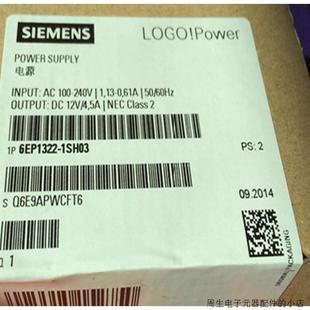 SIEMENS
LOGO!Power
POWER SUPPLY
电源
INPUT: AC 100-240V | 1,13-0,61A | 50/60Hz
OUTPUT: DC 12V/4,5A | NEC Class 2
1P 6EP1322-1SH03
PS: 2
S Q6E9APWCFT6
09.2014
Q 1
PACKAGING
周生电子元器配件的小店